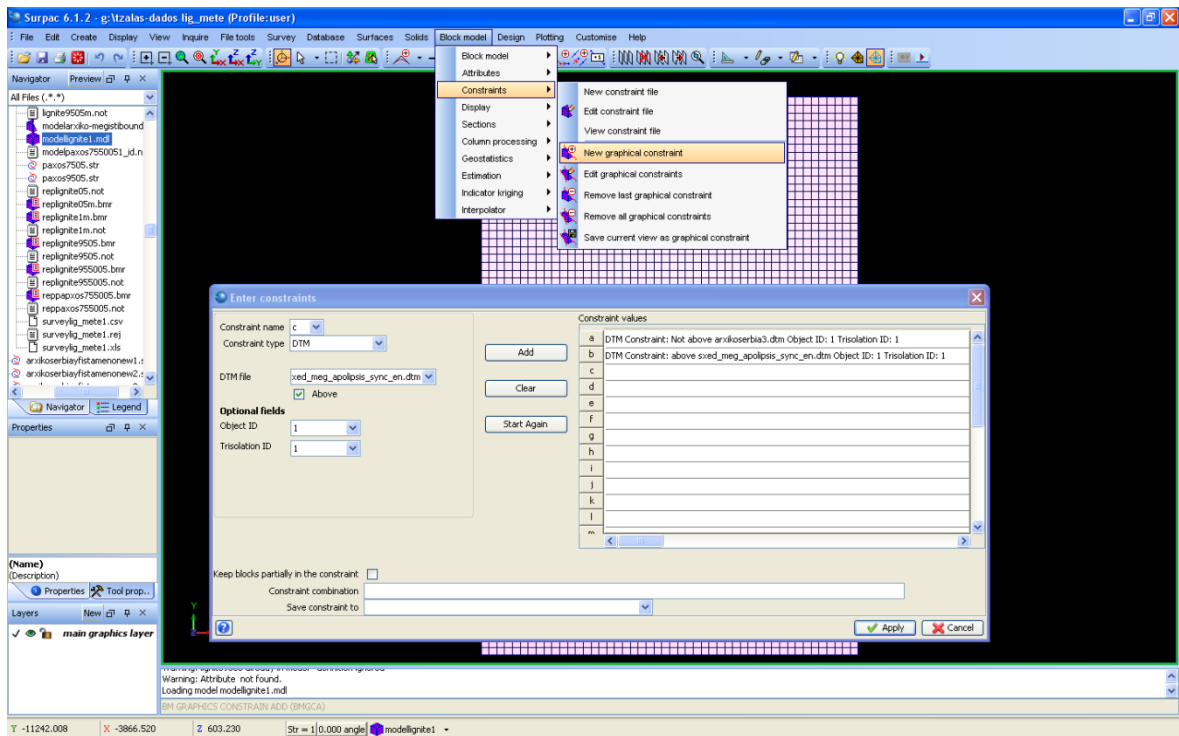 Surpac 6.1.2 - g:\tzalas-dados lig_mete (Profile:user)
File Edit Create Display View Inquire File tools Survey Database Surfaces Solids Block model Design Plotting Customise Help
Navigator Preview
All Files (.*.*)
lignite9505m.not
modelarxiko-megistibound
modellignite1.mdl
modelpaxos7550051_id.n
paxos7505.str
paxos9505.str
replignite05.not
replignite05m.bmr
replignite1m.bmr
replignite1m.not
replignite9505.bmr
replignite9505.not
replignite955005.bmr
replignite955005.not
reppaxos755005.bmr
reppaxos755005.not
surveylig_mete1.csv
surveylig_mete1.rej
surveylig_mete1.xls
arxikoserbiayfistamenonew1.s
arxikoserbiayfistamenonew2.s
Navigator Legend
Properties
(Name)
(Description)
Properties Tool prop..
Layers New
main graphics layer
Block model
Attributes
Constraints
Display
Sections
Column processing
Geostatistics
Estimation
Indicator kriging
Interpolator
New constraint file
Edit constraint file
View constraint file
New graphical constraint
Edit graphical constraints
Remove last graphical constraint
Remove all graphical constraints
Save current view as graphical constraint
Enter constraints
Constraint name c
Constraint type DTM
DTM file xed_meg_apolipsis_sync_en.dtm
Above
Optional fields
Object ID 1
Trisolation ID 1
Add
Clear
Start Again
Constraint values
a DTM Constraint: Not above arxikoserbia3.dtm Object ID: 1 Trisolation ID: 1
b DTM Constraint: above sxed_meg_apolipsis_sync_en.dtm Object ID: 1 Trisolation ID: 1
c
d
e
f
g
h
i
j
k
l
m
Keep blocks partially in the constraint
Constraint combination
Save constraint to
Apply Cancel
Y
Warning: Attribute not found.
Loading model modellignite1.mdl
BM GRAPHICS CONSTRAIN ADD (BMGCA)
Y -11242.008 X -3866.520 Z 603.230 Str = 1 0.000 angle modellignite1